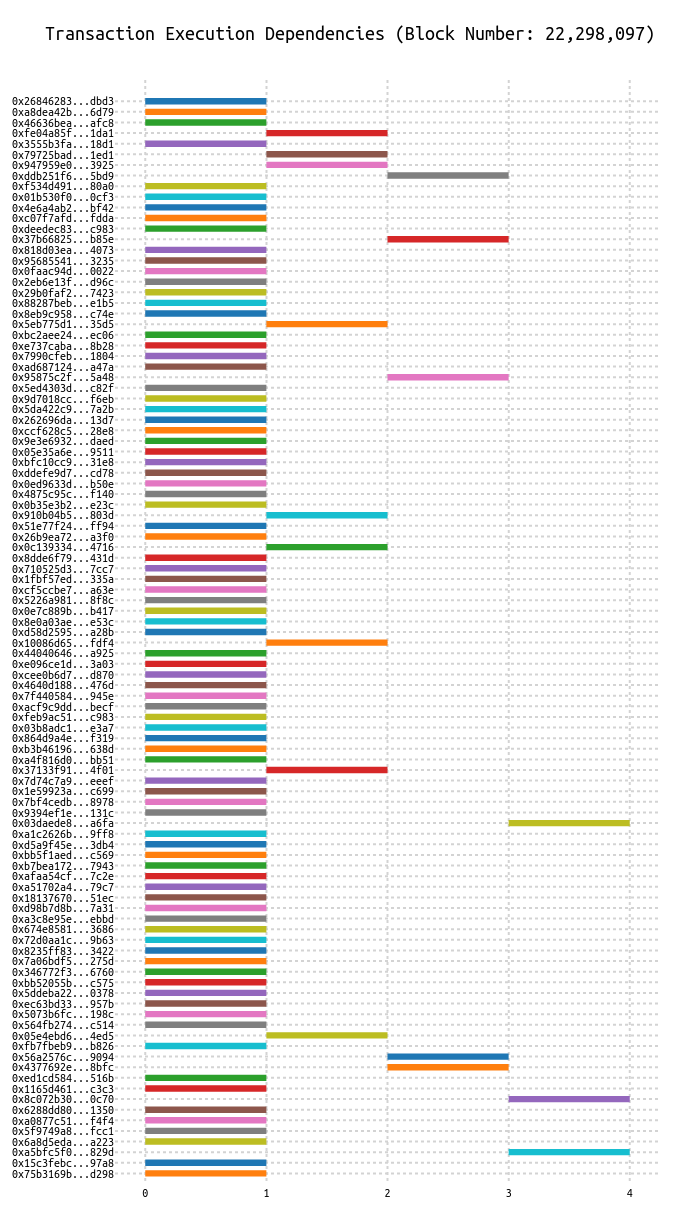 Transaction Execution Dependencies (Block Number: 22,298,097)
0x26846283...dbd3
0xa8dea42b...6d79
0x46636bea...afc8
0xfe04a85f...1da1
0x3555b3fa...18d1
0x79725bad...1ed1
0x947959e0...3925
0xddb251f6...5bd9
0xf534d491...80a0
0x01b530f0...0cf3
0x4e6a4ab2...bf42
0xc07f7afd...fdda
0xdeedec83...c983
0x37b66825...b85e
0x818d03ea...4073
0x95685541...3235
0x0faac94d...0022
0x2eb6e13f...d96c
0x29b0faf2...7423
0x88287beb...e1b5
0x8eb9c958...c74e
0x5eb775d1...35d5
0xbc2aee24...ec06
0xe737caba...8b28
0x7990cfeb...1804
0xad687124...a47a
0x95875c2f...5a48
0x5ed4303d...c82f
0x9d7018cc...f6eb
0x5da422c9...7a2b
0x262696da...13d7
0xccf628c5...28e8
0x9e3e6932...daed
0x05e35a6e...9511
0xbfc10cc9...31e8
0xddefe9d7...cd78
0x0ed9633d...b50e
0x4875c95c...f140
0x0b35e3b2...e23c
0x910b04b5...803d
0x51e77f24...ff94
0x26b9ea72...a3f0
0x0c139334...4716
0x8dde6f79...431d
0x710525d3...7cc7
0x1fbf57ed...335a
0xcf5ccbe7...a63e
0x5226a981...8f8c
0x0e7c889b...b417
0x8e0a03ae...e53c
0xd58d2595...a28b
0x10086d65...fdf4
0x44040646...a925
0xe096ce1d...3a03
0xcee0b6d7...d870
0x4640d188...476d
0x7f440584...945e
0xacf9c9dd...becf
0xfeb9ac51...c983
0x03b8adc1...e3a7
0x864d9a4e...f319
0xb3b46196...638d
0xa4f816d0...bb51
0x37133f91...4f01
0x7d74c7a9...eeef
0x1e59923a...c699
0x7bf4cedb...8978
0x9394ef1e...131c
0x03daede8...a6fa
0xa1c2626b...9ff8
0xd5a9f45e...3db4
0xbb5f1aed...c569
0xb7bea172...7943
0xafaa54cf...7c2e
0xa51702a4...79c7
0x18137670...51ec
0xd98b7d8b...7a31
0xa3c8e95e...ebbd
0x674e8581...3686
0x72d0aa1c...9b63
0x8235ff83...3422
0x7a06bdf5...275d
0x346772f3...6760
0xbb52055b...c575
0x5ddeba22...0378
0xec63bd33...957b
0x5073b6fc...198c
0x564fb274...c514
0x05e4ebd6...4ed5
0xfb7fbeb9...b826
0x56a2576c...9094
0x4377692e...8bfc
0xed1cd584...516b
0x1165d461...c3c3
0x8c072b30...0c70
0x6288dd80...1350
0xa0877c51...f4f4
0x5f9749a8...fcc1
0x6a8d5eda...a223
0xa5bfc5f0...829d
0x15c3febc...97a8
0x75b3169b...d298
0 1 2 3 4